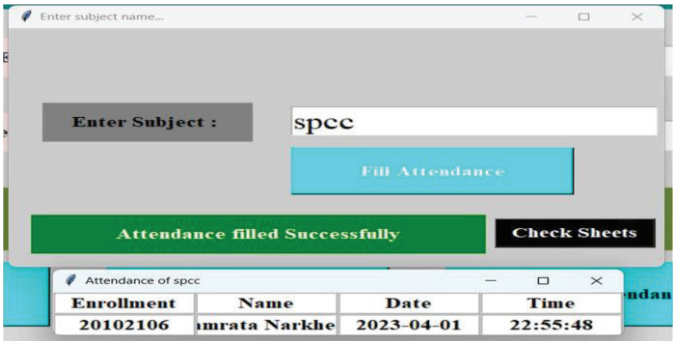 Enter subject name...
Enter Subject : spcc
Fill Attendance
Attendance filled Successfully Check Sheets
Attendance of spcc
Enrollment Name Date Time
20102106 Narkhe 2023-04-01 22:55:48